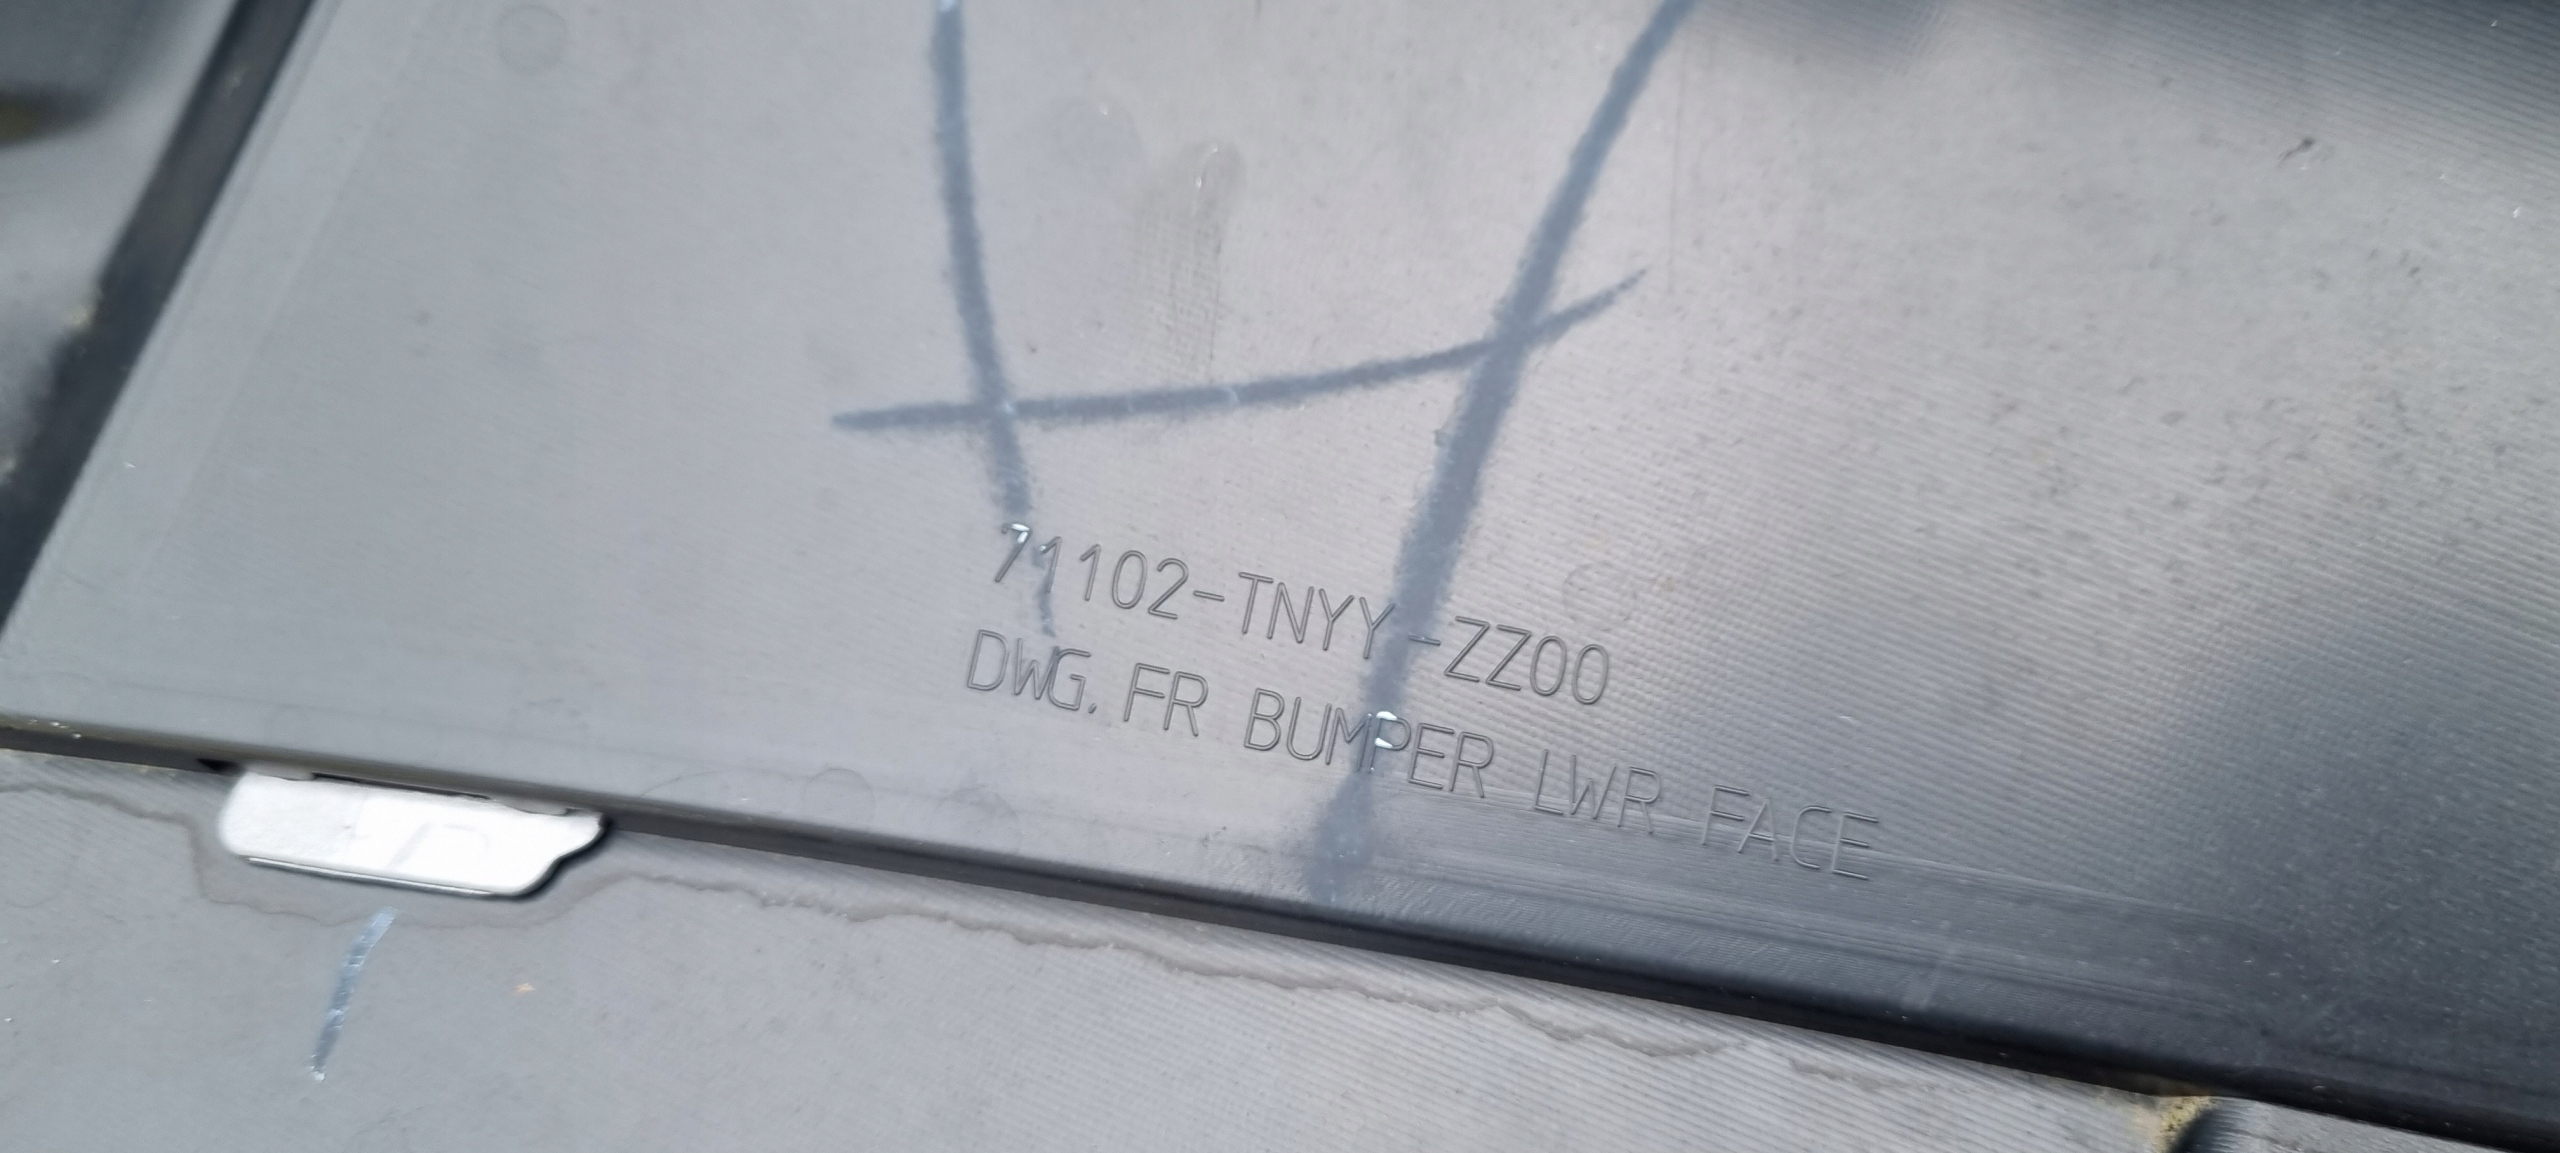 71102-TNYY-ZZ00
DWG. FR BUMPER LWR FACE